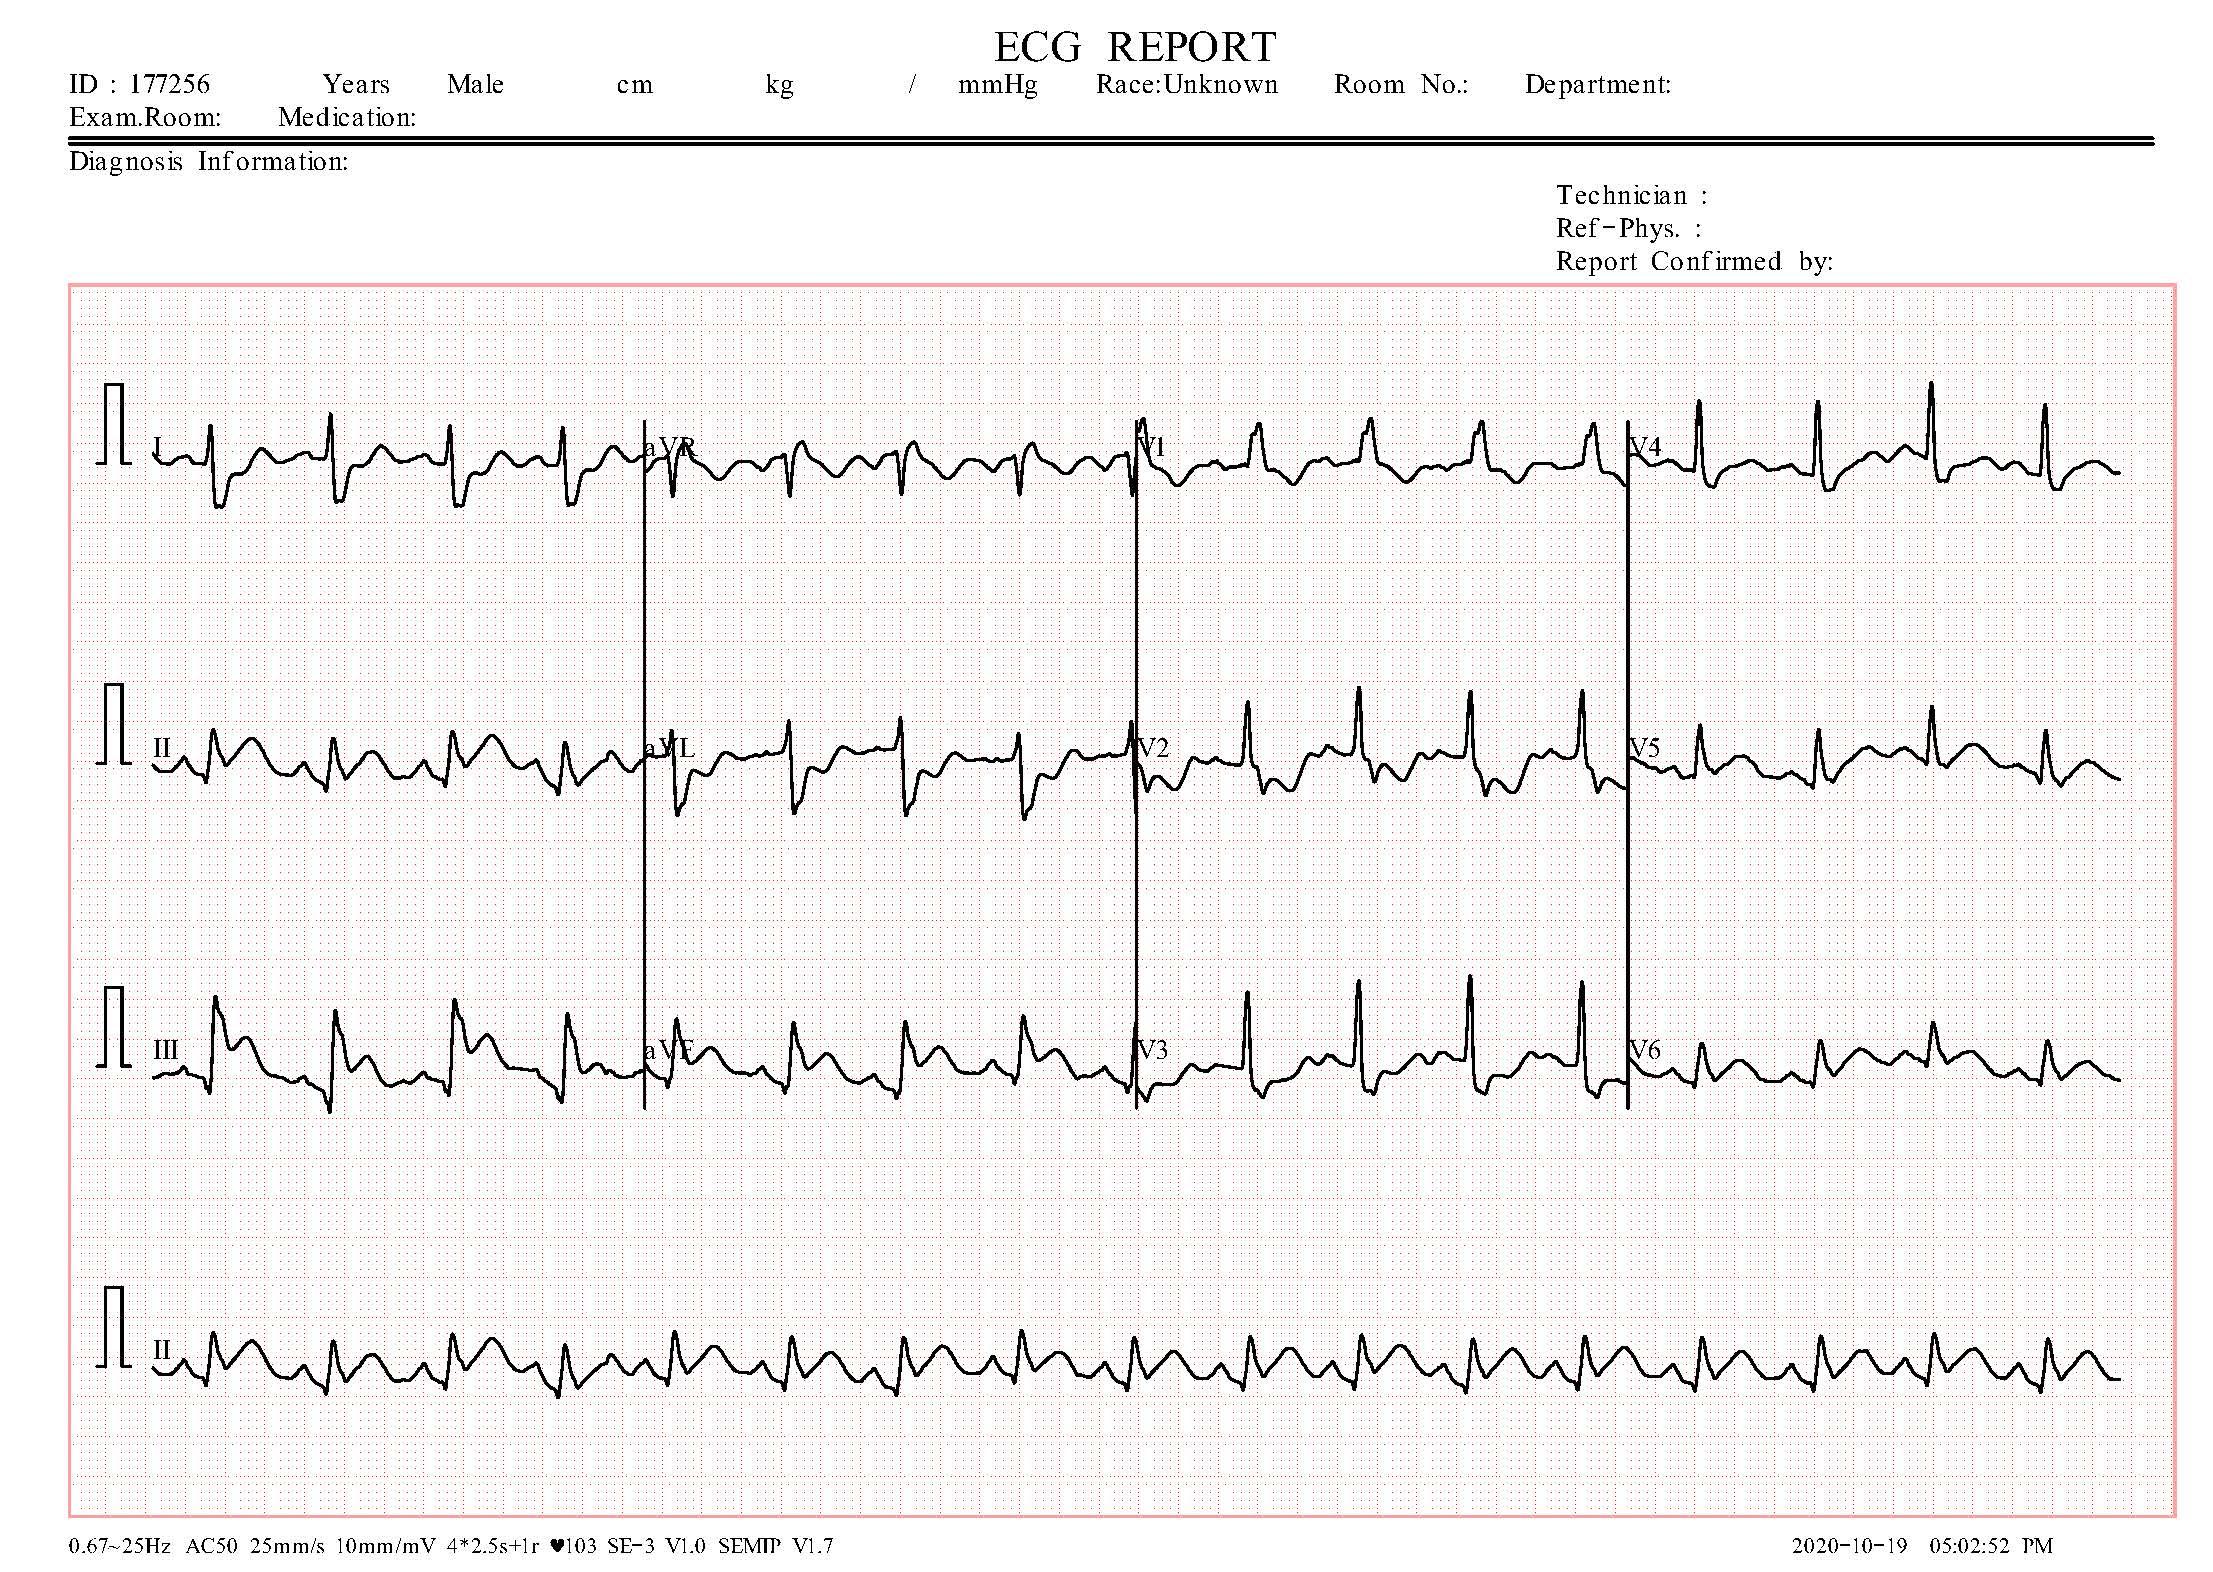 ECG REPORT
ID : 177256 Years Male cm kg / mmHg Race:Unknown Room No.: Department:
Exam.Room: Medication:
Diagnosis Information:
Technician :
Ref-Phys. :
Report Confirmed by:
I aVR V1 V4
II aVL V2 V5
III aVF V3 V6
II
0.67~25Hz AC50 25mm/s 10mm/mV 4*2.5s+1r ♥103 SE-3 V1.0 SEMIP V1.7 2020-10-19 05:02:52 PM